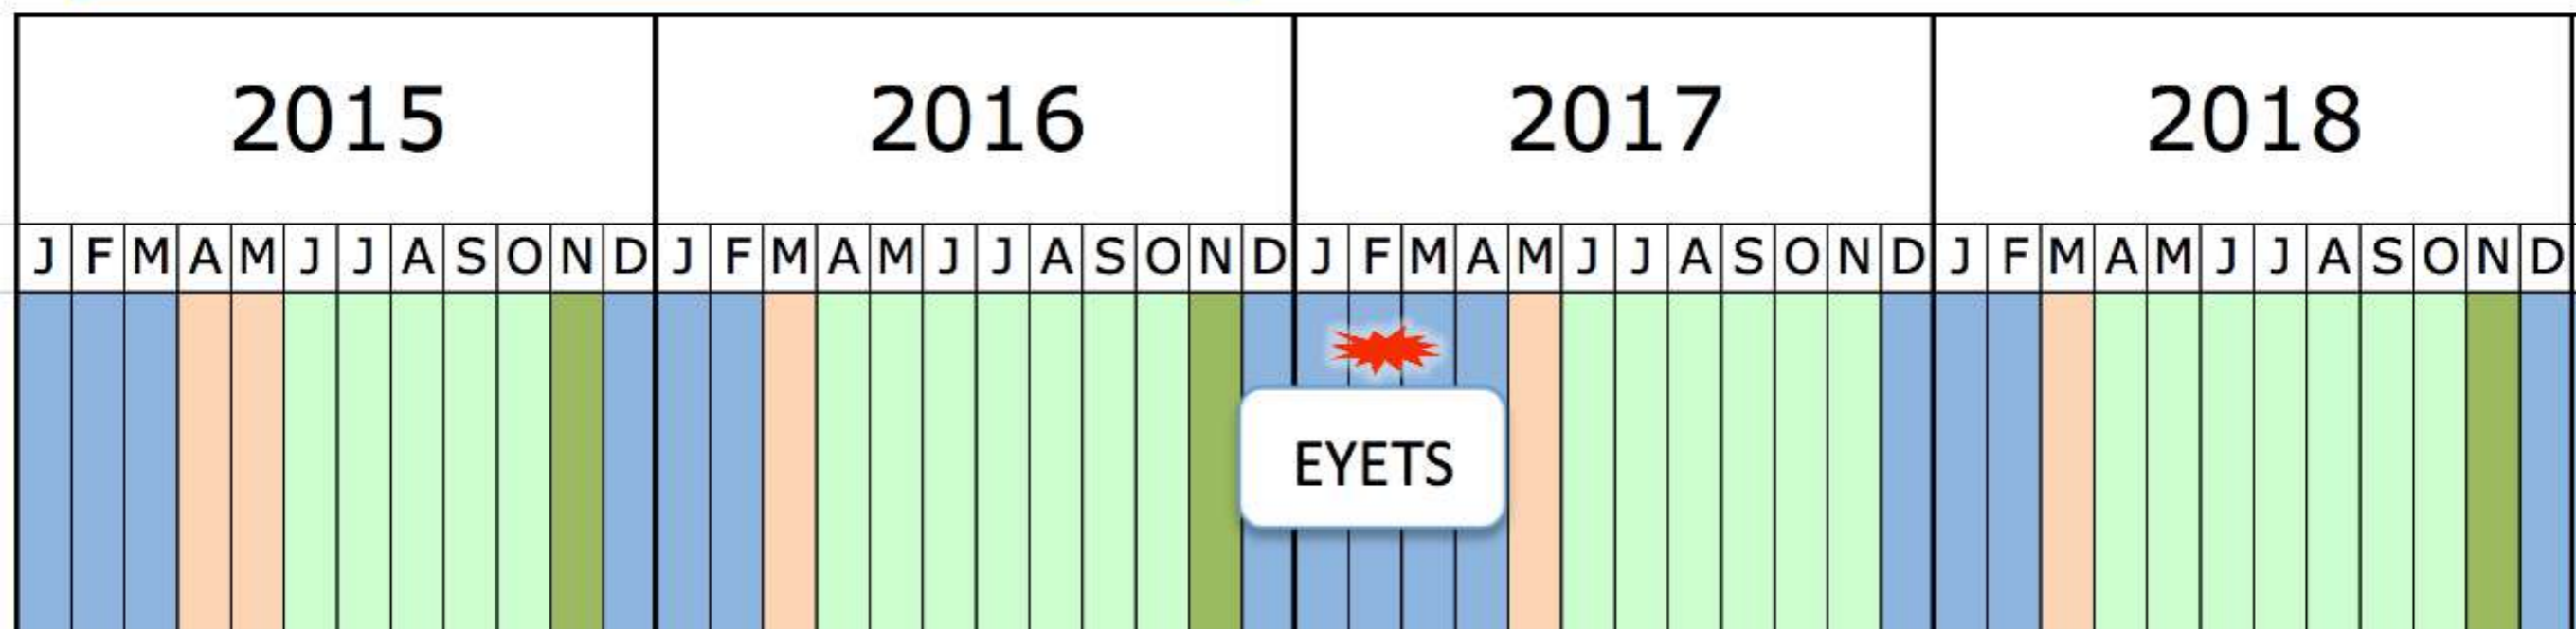 2015 2016 2017 2018
J F M A M J J A S O N D J F M A M J J A S O N D J F M A M J J A S O N D J F M A M J J A S O N D
EYETS